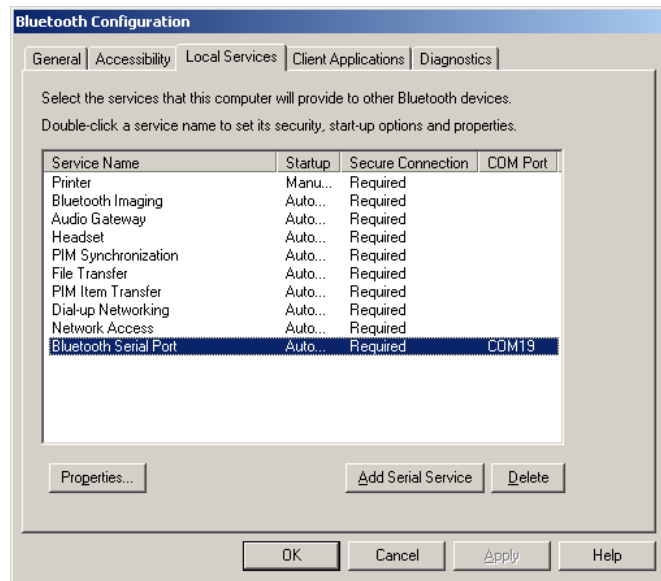 Bluetooth Configuration
General Accessibility Local Services Client Applications Diagnostics
Select the services that this computer will provide to other Bluetooth devices.
Double-click a service name to set its security, start-up options and properties.
Service Name Startup Secure Connection COM Port
Printer Manu... Required
Bluetooth Imaging Auto... Required
Audio Gateway Auto... Required
Headset Auto... Required
PIM Synchronization Auto... Required
File Transfer Auto... Required
PIM Item Transfer Auto... Required
Dial-up Networking Auto... Required
Network Access Auto... Required
Bluetooth Serial Port Auto... Required COM19
Properties... Add Serial Service Delete
OK Cancel Apply Help